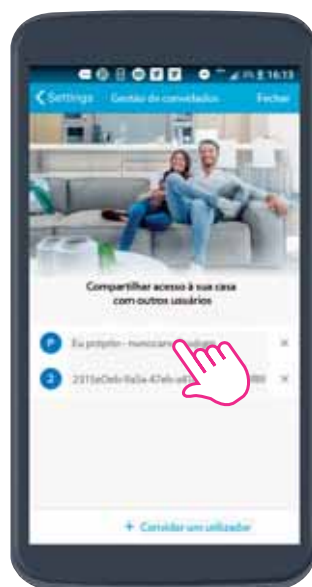 16:13
Settings Gestão de convidados Fechar
Compartilhar acesso à sua casa
com outros usuários
P Eu próprio - ×
2 ×
+ Convidar um utilizador